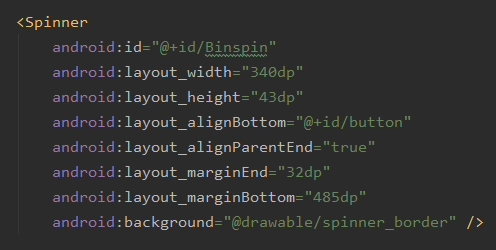 <Spinner
android:id="@+id/Binspin"
android:layout_width="340dp"
android:layout_height="43dp"
android:layout_alignBottom="@+id/button"
android:layout_alignParentEnd="true"
android:layout_marginEnd="32dp"
android:layout_marginBottom="485dp"
android:background="@drawable/spinner_border" />